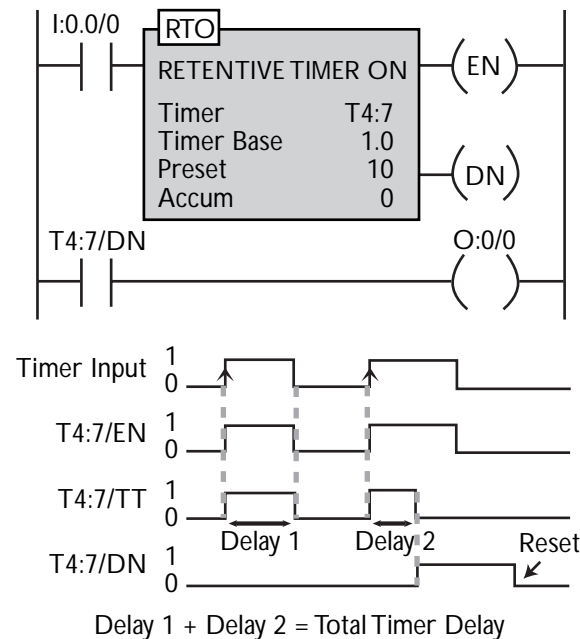 I:0.0/0
RTO
RETENTIVE TIMER ON
EN
Timer T4:7
Timer Base 1.0
Preset 10
DN
Accum 0
T4:7/DN O:0/0
Timer Input 1
0
T4:7/EN 1
0
T4:7/TT 1
0
Delay 1 Delay 2 Reset
T4:7/DN 1
0
Delay 1 + Delay 2 = Total Timer Delay